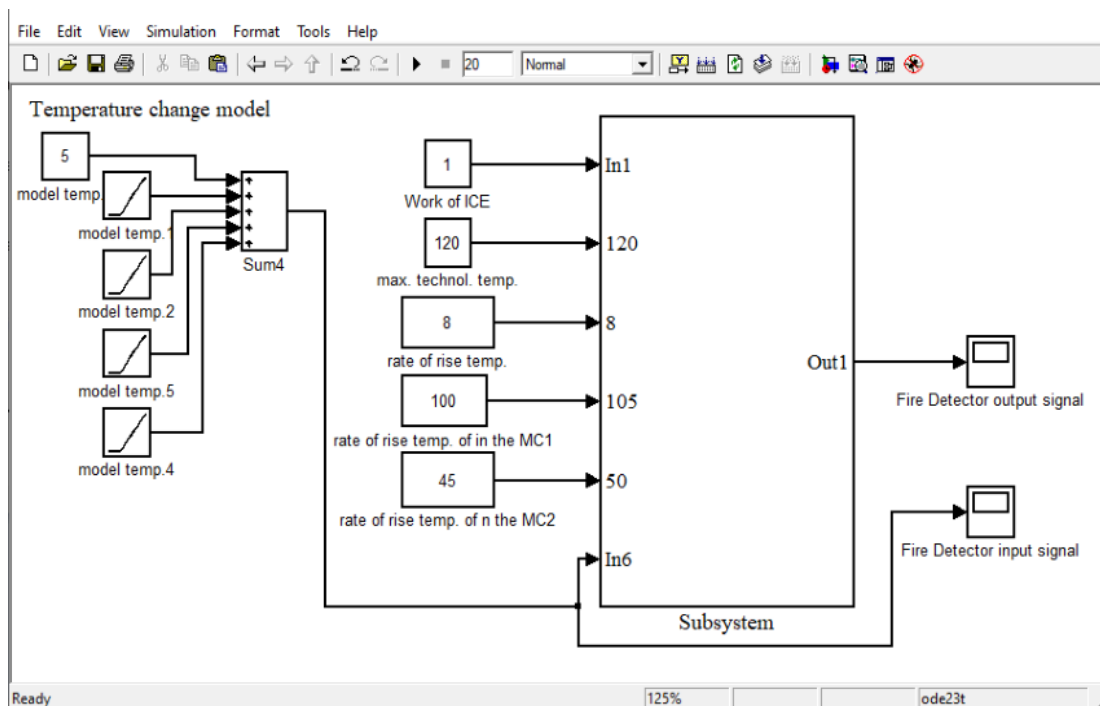 File Edit View Simulation Format Tools Help
20 Normal
Temperature change model
5
model temp.
model temp.1
Sum4
model temp.2
model temp.5
model temp.4
1
Work of ICE
120
max. technol. temp.
8
rate of rise temp.
100
rate of rise temp. of in the MC1
45
rate of rise temp. of n the MC2
In1
120
8
105
50
In6
Out1
Subsystem
Fire Detector output signal
Fire Detector input signal
Ready 125% ode23t